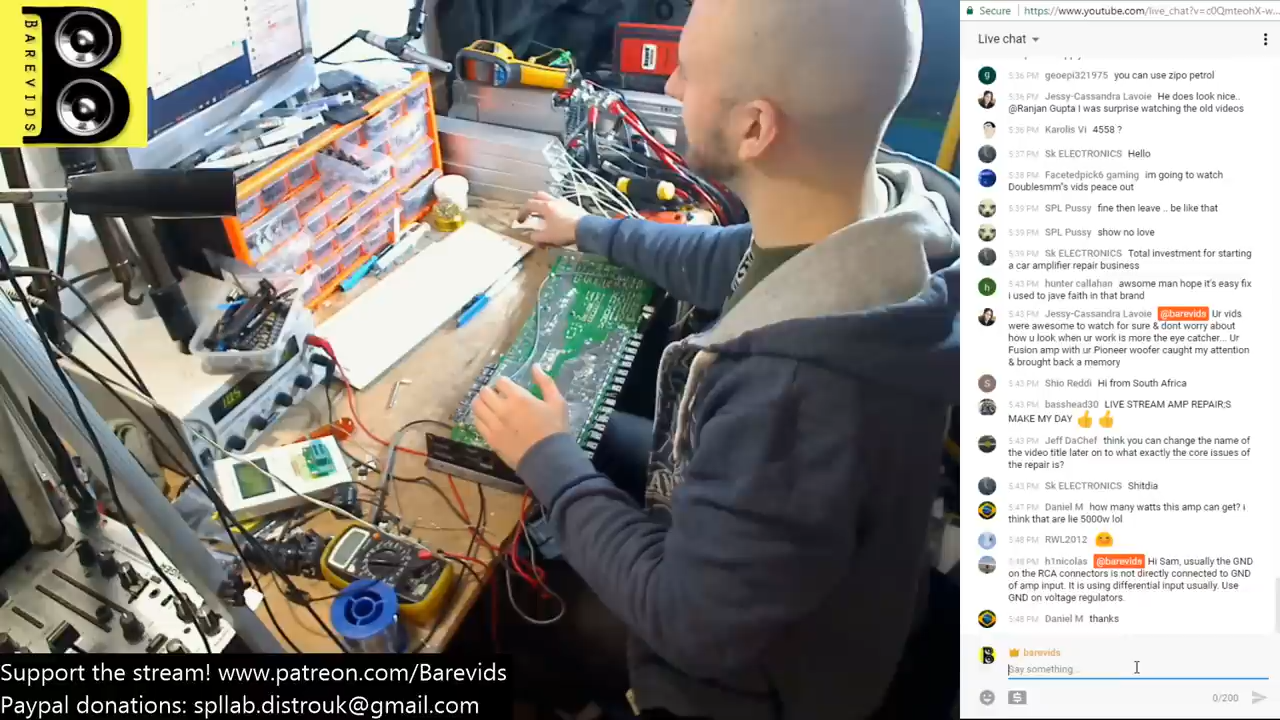 BAREVIDS
B
Secure https://www.youtube.com/live_chat?v=c0QmteohX-w...
Live chat
5:36 PM geoepi321975 you can use zipo petrol
5:36 PM Jessy-Cassandra Lavoie He does look nice..
@Ranjan Gupta I was surprise watching the old videos
5:36 PM Karolis Vi 4558 ?
5:37 PM Sk ELECTRONICS Hello
5:38 PM Facetedpick6 gaming im going to watch
Doublesmm's vids peace out
5:39 PM SPL Pussy fine then leave .. be like that
5:39 PM SPL Pussy show no love
5:39 PM Sk ELECTRONICS Total investment for starting
a car amplifier repair business
5:43 PM hunter callahan awsome man hope it's easy fix
i used to jave faith in that brand
5:43 PM Jessy-Cassandra Lavoie @barevids Ur vids
were awesome to watch for sure & dont worry about
how u look when ur work is more the eye catcher... Ur
Fusion amp with ur Pioneer woofer caught my attention
& brought back a memory
5:43 PM Shio Reddi Hi from South Africa
5:43 PM basshead30 LIVE STREAM AMP REPAIR;S
MAKE MY DAY
5:43 PM Jeff DaChef think you can change the name of
the video title later on to what exactly the core issues of
the repair is?
5:43 PM Sk ELECTRONICS Shitdia
5:47 PM Daniel M how many watts this amp can get? i
think that are lie 5000w lol
5:48 PM RWL2012
5:48 PM h1nicolas @barevids Hi Sam, usually the GND
on the RCA connectors is not directly connected to GND
of amp input. It is using differential input usually. Use
GND on voltage regulators.
5:48 PM Daniel M thanks
barevids
Say something...
0/200
Support the stream! www.patreon.com/Barevids
Paypal donations: spllab.distrouk@gmail.com